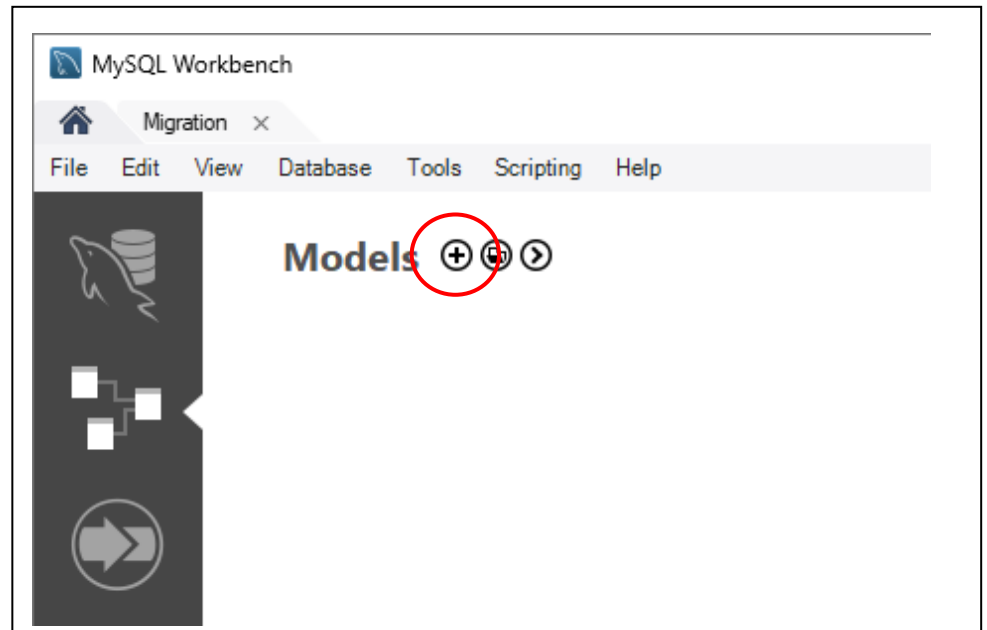 MySQL Workbench
Migration
File Edit View Database Tools Scripting Help
Models